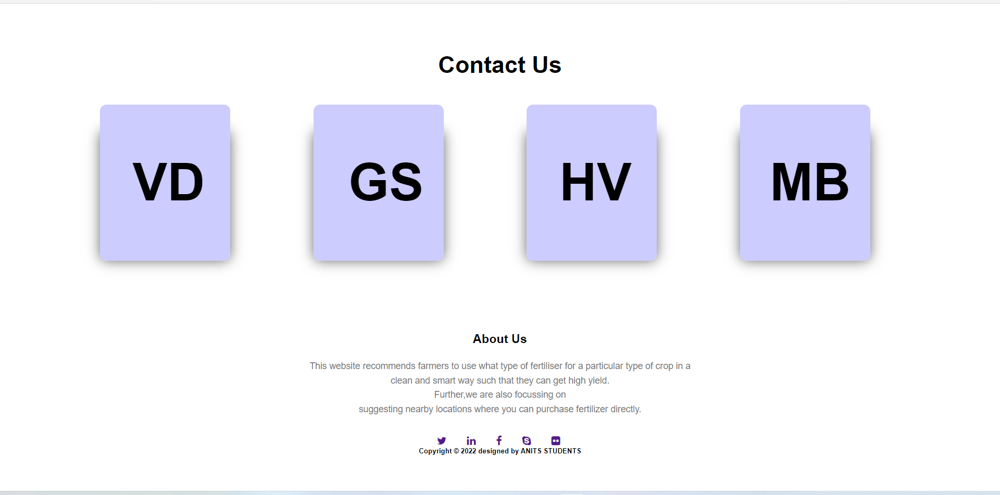 Contact Us
VD
GS
HV
MB
About Us
This website recommends farmers to use what type of fertiliser for a particular type of crop in a
clean and smart way such that they can get high yield.
Further,we are also focussing on
suggesting nearby locations where you can purchase fertilizer directly.
Copyright © 2022 designed by ANITS STUDENTS